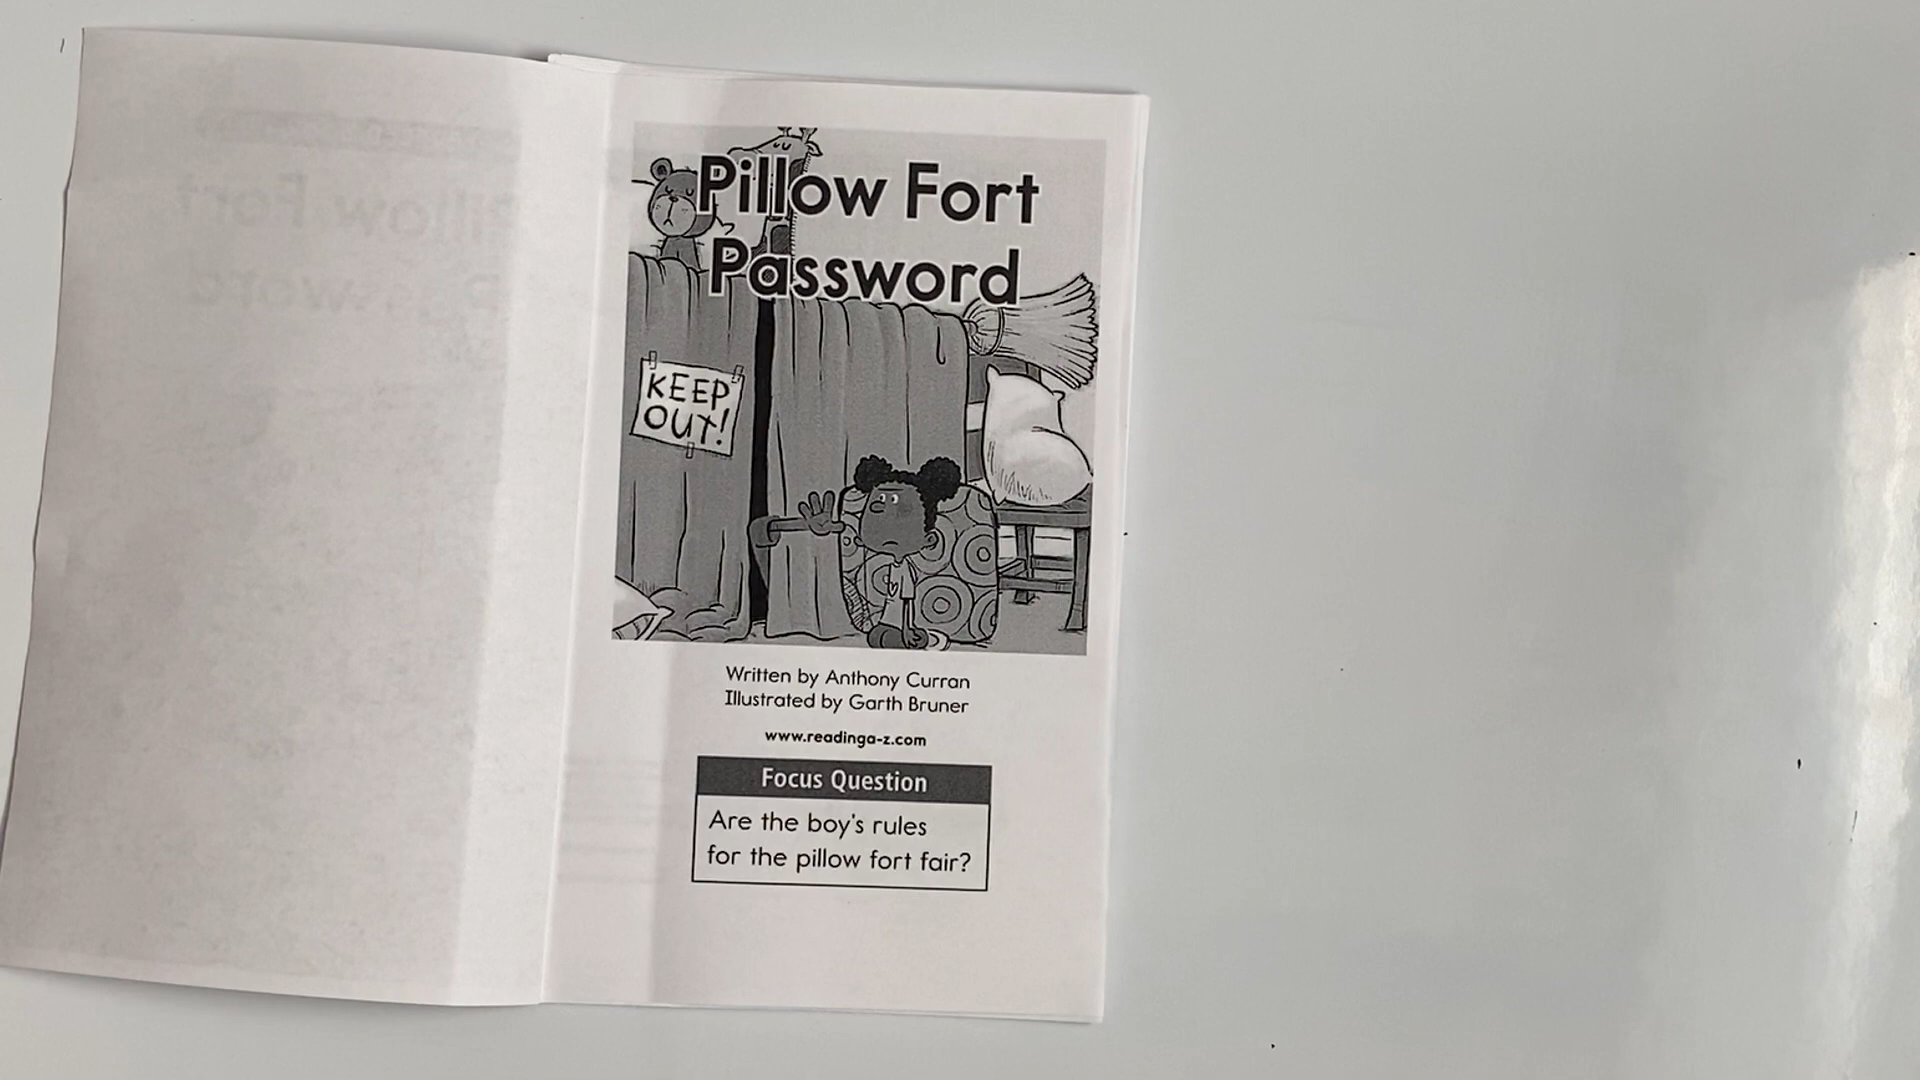 Pillow Fort
Password
KEEP
OUT!
Written by Anthony Curran
Illustrated by Garth Bruner
www.readinga-z.com
Focus Question
Are the boy's rules
for the pillow fort fair?